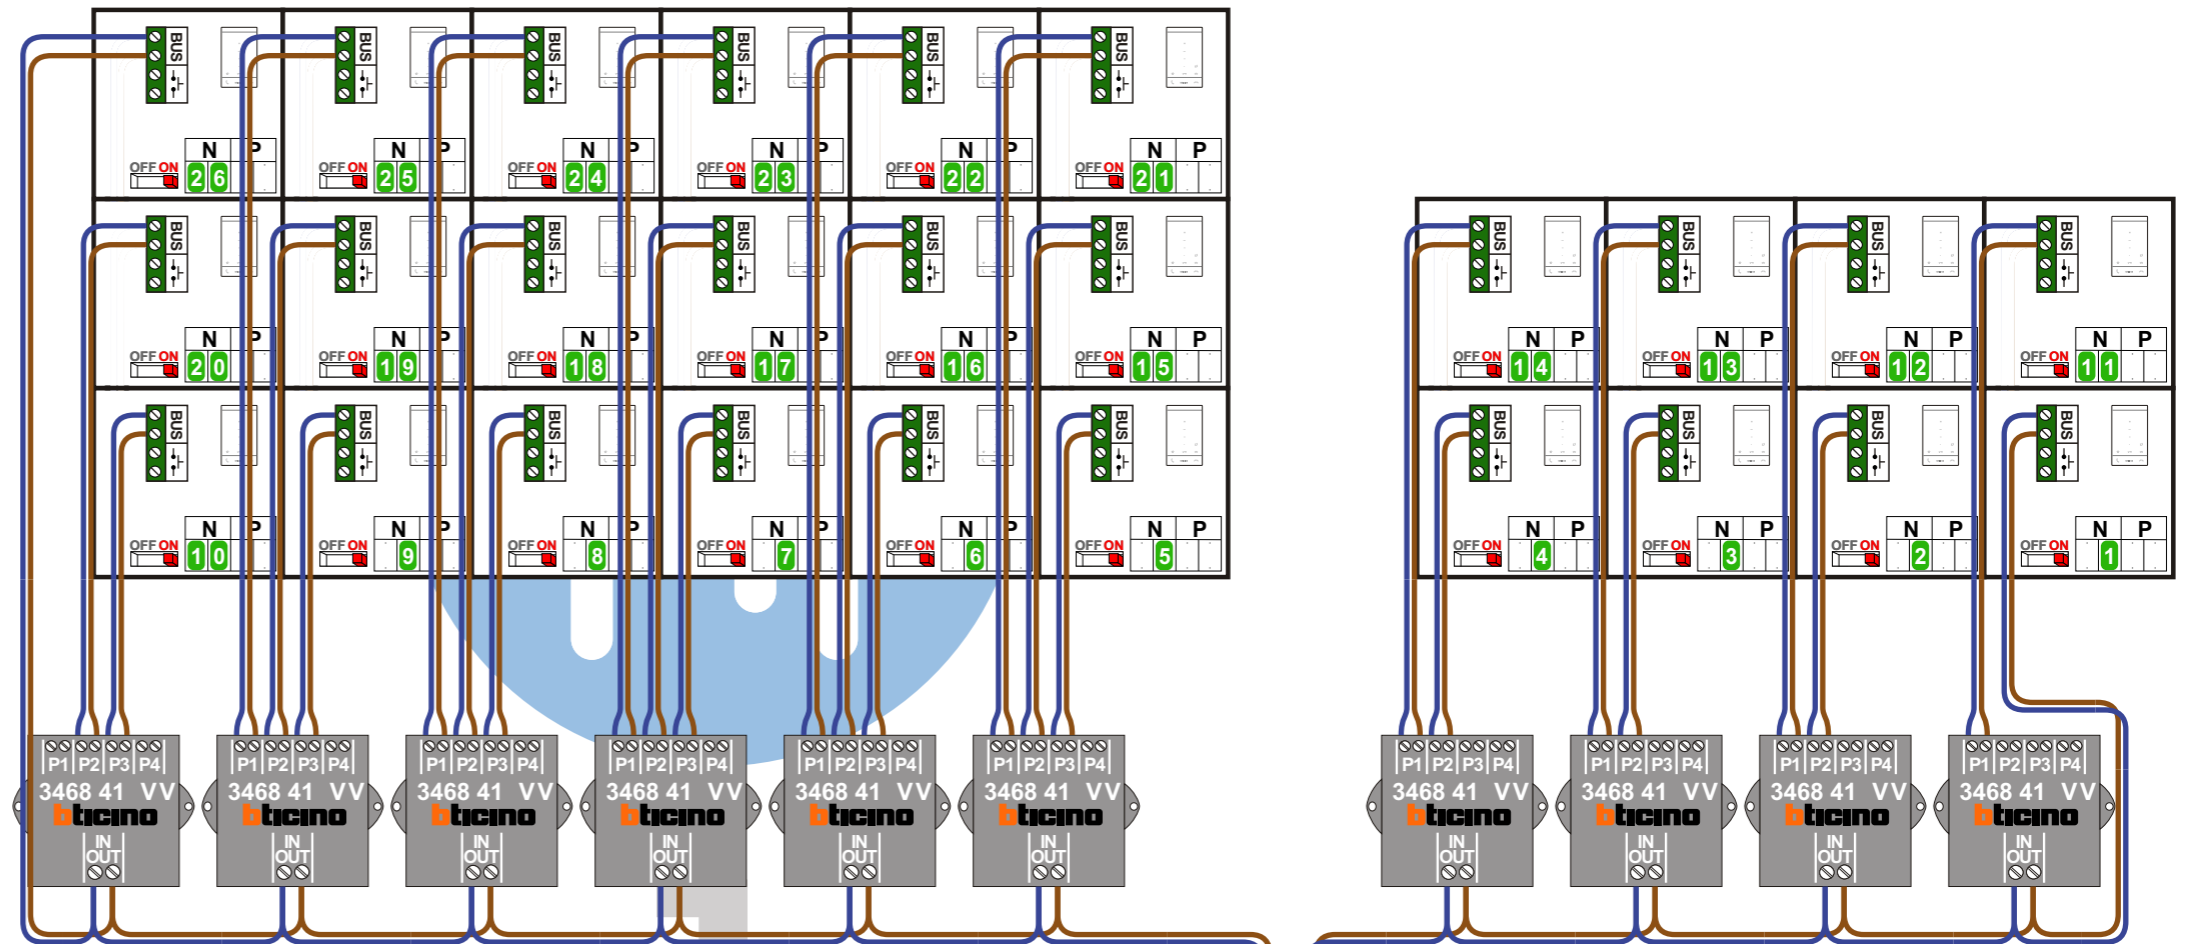 BUS BUS BUS BUS BUS BUS
N P N P N P N P N P N P
OFF ON 26 OFF ON 25 OFF ON 24 OFF ON 23 OFF ON 22 OFF ON 21
BUS BUS BUS BUS BUS BUS BUS BUS BUS BUS
N P N P N P N P N P N P N P N P N P N P
OFF ON 20 OFF ON 19 OFF ON 18 OFF ON 17 OFF ON 16 OFF ON 15 OFF ON 14 OFF ON 13 OFF ON 12 OFF ON 11
BUS BUS BUS BUS BUS BUS BUS BUS BUS BUS
N P N P N P N P N P N P N P N P N P N P
OFF ON 10 OFF ON 9 OFF ON 8 OFF ON 7 OFF ON 6 OFF ON 5 OFF ON 4 OFF ON 3 OFF ON 2 OFF ON 1
P1 P2 P3 P4 P1 P2 P3 P4 P1 P2 P3 P4 P1 P2 P3 P4 P1 P2 P3 P4 P1 P2 P3 P4 P1 P2 P3 P4 P1 P2 P3 P4 P1 P2 P3 P4 P1 P2 P3 P4
3468 41 VV 3468 41 VV 3468 41 VV 3468 41 VV 3468 41 VV 3468 41 VV 3468 41 VV 3468 41 VV 3468 41 VV 3468 41 VV
bticino bticino bticino bticino bticino bticino bticino bticino bticino bticino
IN IN IN IN IN IN IN IN IN IN
OUT OUT OUT OUT OUT OUT OUT OUT OUT OUT